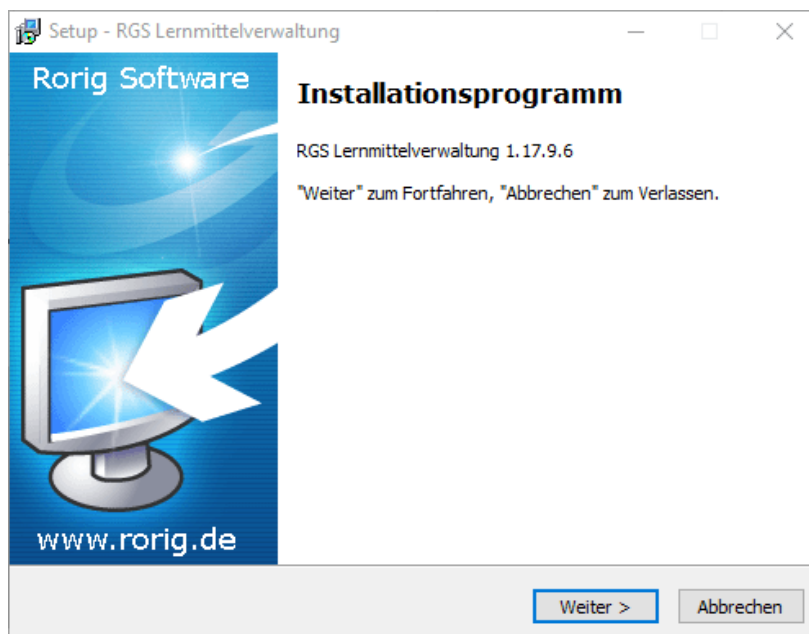 Setup - RGS Lernmittelverwaltung
Rorig Software
Installationsprogramm
RGS Lernmittelverwaltung 1.17.9.6
"Weiter" zum Fortfahren, "Abbrechen" zum Verlassen.
www.rorig.de
Weiter >
Abbrechen